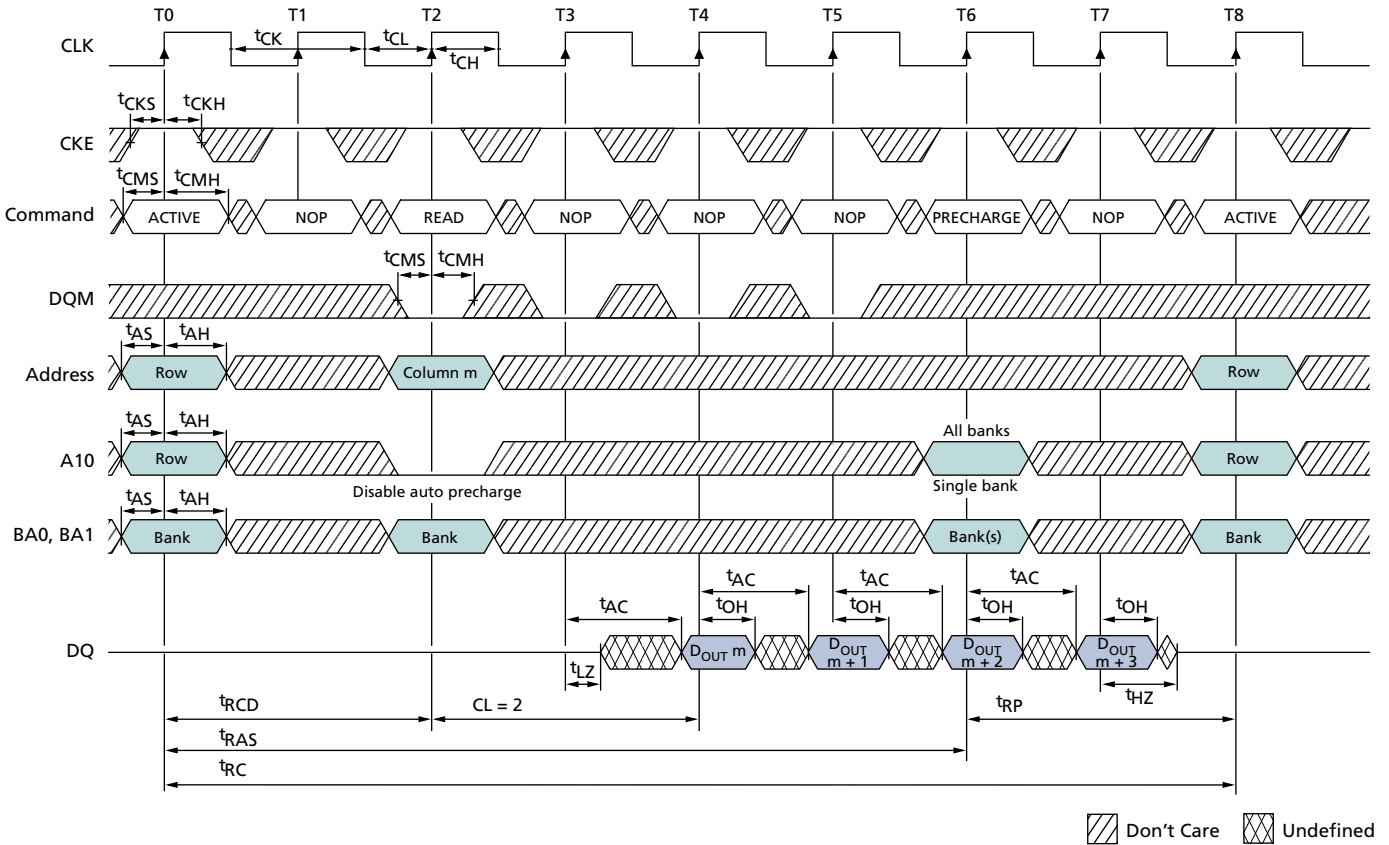 T0 T1 T2 T3 T4 T5 T6 T7 T8
CLK tCK tCL tCH
tCKS tCKH
CKE
tCMS tCMH
Command ACTIVE NOP READ NOP NOP NOP PRECHARGE NOP ACTIVE
tCMS tCMH
DQM
tAS tAH
Address Row Column m Row
tAS tAH All banks
A10 Row Row
Disable auto precharge Single bank
tAS tAH
BA0, BA1 Bank Bank Bank(s) Bank
tAC tAC tAC tAC
tOH tOH tOH tOH
DQ DOUT m DOUT m + 1 DOUT m + 2 DOUT m + 3
tLZ tHZ
tRCD CL = 2 tRP
tRAS
tRC
Don't Care Undefined